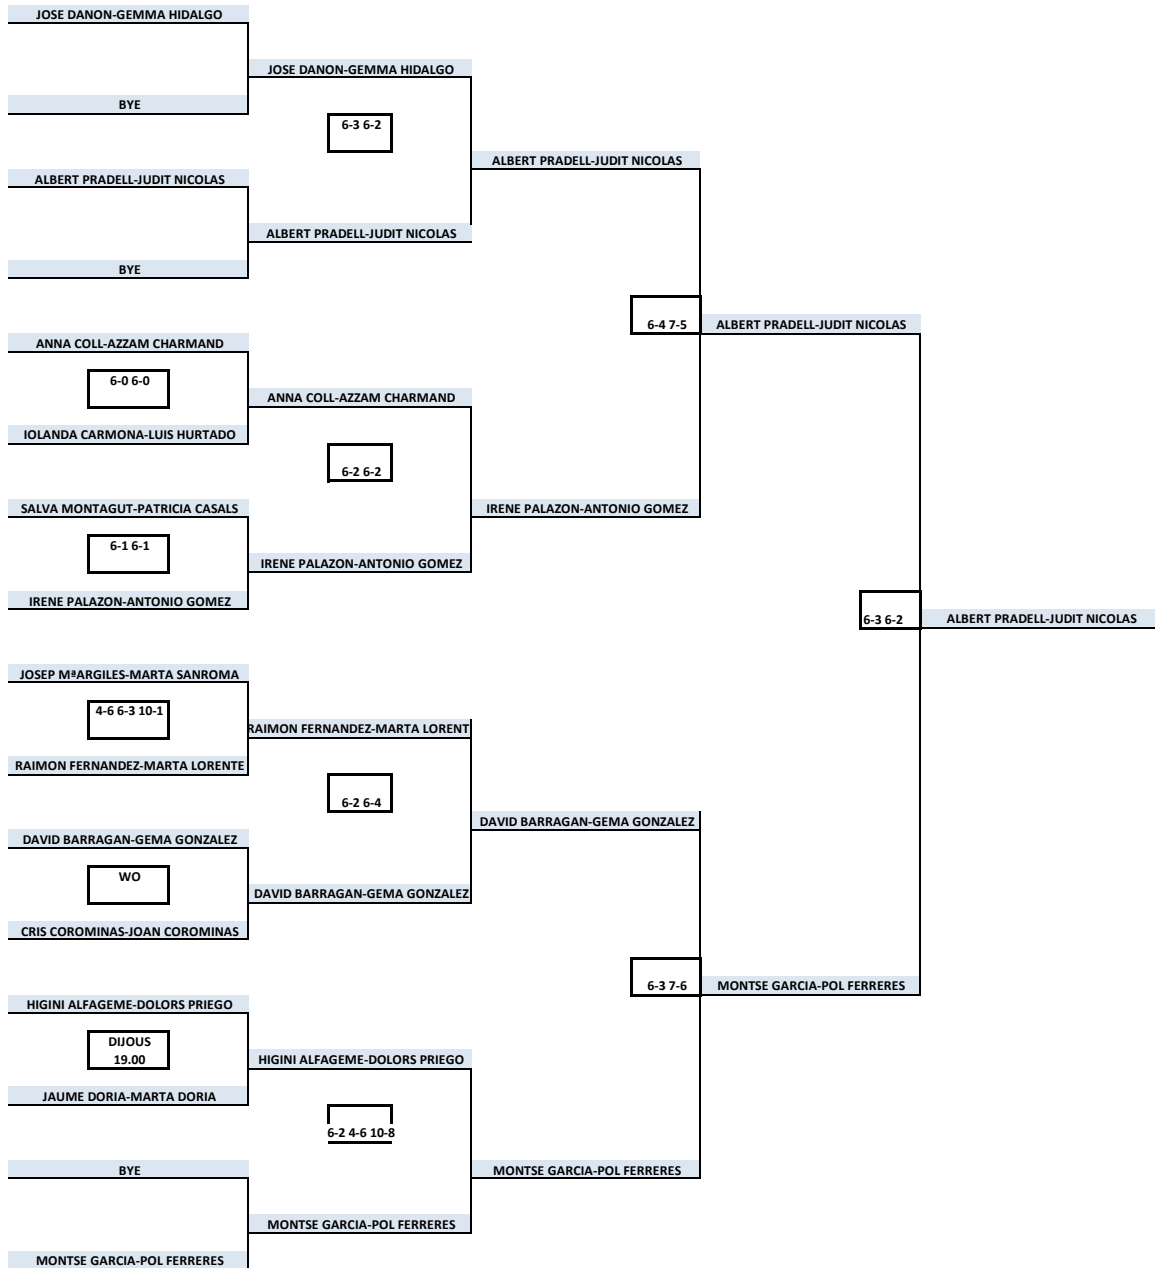 JOSE DANON-GEMMA HIDALGO
JOSE DANON-GEMMA HIDALGO
BYE
6-3 6-2
ALBERT PRADELL-JUDIT NICOLAS
ALBERT PRADELL-JUDIT NICOLAS
ALBERT PRADELL-JUDIT NICOLAS
BYE
6-4 7-5
ALBERT PRADELL-JUDIT NICOLAS
ANNA COLL-AZZAM CHARMAND
6-0 6-0
ANNA COLL-AZZAM CHARMAND
IOLANDA CARMONA-LUIS HURTADO
6-2 6-2
SALVA MONTAGUT-PATRICIA CASALS
IRENE PALAZON-ANTONIO GOMEZ
6-1 6-1
IRENE PALAZON-ANTONIO GOMEZ
IRENE PALAZON-ANTONIO GOMEZ
6-3 6-2
ALBERT PRADELL-JUDIT NICOLAS
JOSEP MªARGILES-MARTA SANROMA
4-6 6-3 10-1
RAIMON FERNANDEZ-MARTA LORENT
RAIMON FERNANDEZ-MARTA LORENTE
6-2 6-4
DAVID BARRAGAN-GEMA GONZALEZ
DAVID BARRAGAN-GEMA GONZALEZ
WO
DAVID BARRAGAN-GEMA GONZALEZ
CRIS COROMINAS-JOAN COROMINAS
6-3 7-6
MONTSE GARCIA-POL FERRERES
HIGINI ALFAGEME-DOLORS PRIEGO
DIJOUS
19.00
HIGINI ALFAGEME-DOLORS PRIEGO
JAUME DORIA-MARTA DORIA
6-2 4-6 10-8
BYE
MONTSE GARCIA-POL FERRERES
MONTSE GARCIA-POL FERRERES
MONTSE GARCIA-POL FERRERES